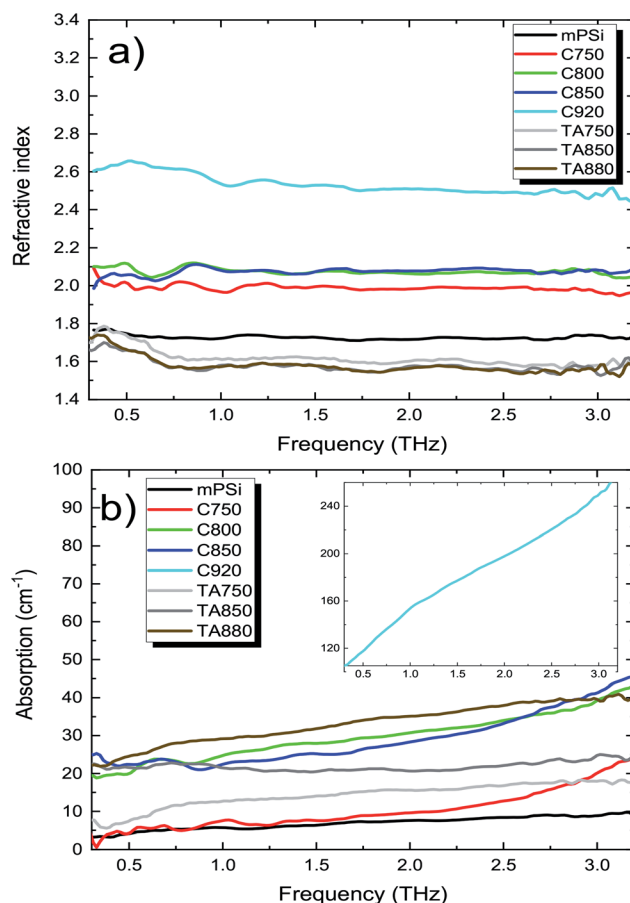 a)
3.4
3.2
3.0
2.8
2.6
2.4
2.2
2.0
1.8
1.6
1.4
Refractive index
mPSi
C750
C800
C850
C920
TA750
TA850
TA880
0.5 1.0 1.5 2.0 2.5 3.0
Frequency (THz)
b)
100
90
80
70
60
50
40
30
20
10
0
Absorption (cm⁻¹)
mPSi
C750
C800
C850
C920
TA750
TA850
TA880
240
200
160
120
0.5 1.0 1.5 2.0 2.5 3.0
0.5 1.0 1.5 2.0 2.5 3.0
Frequency (THz)